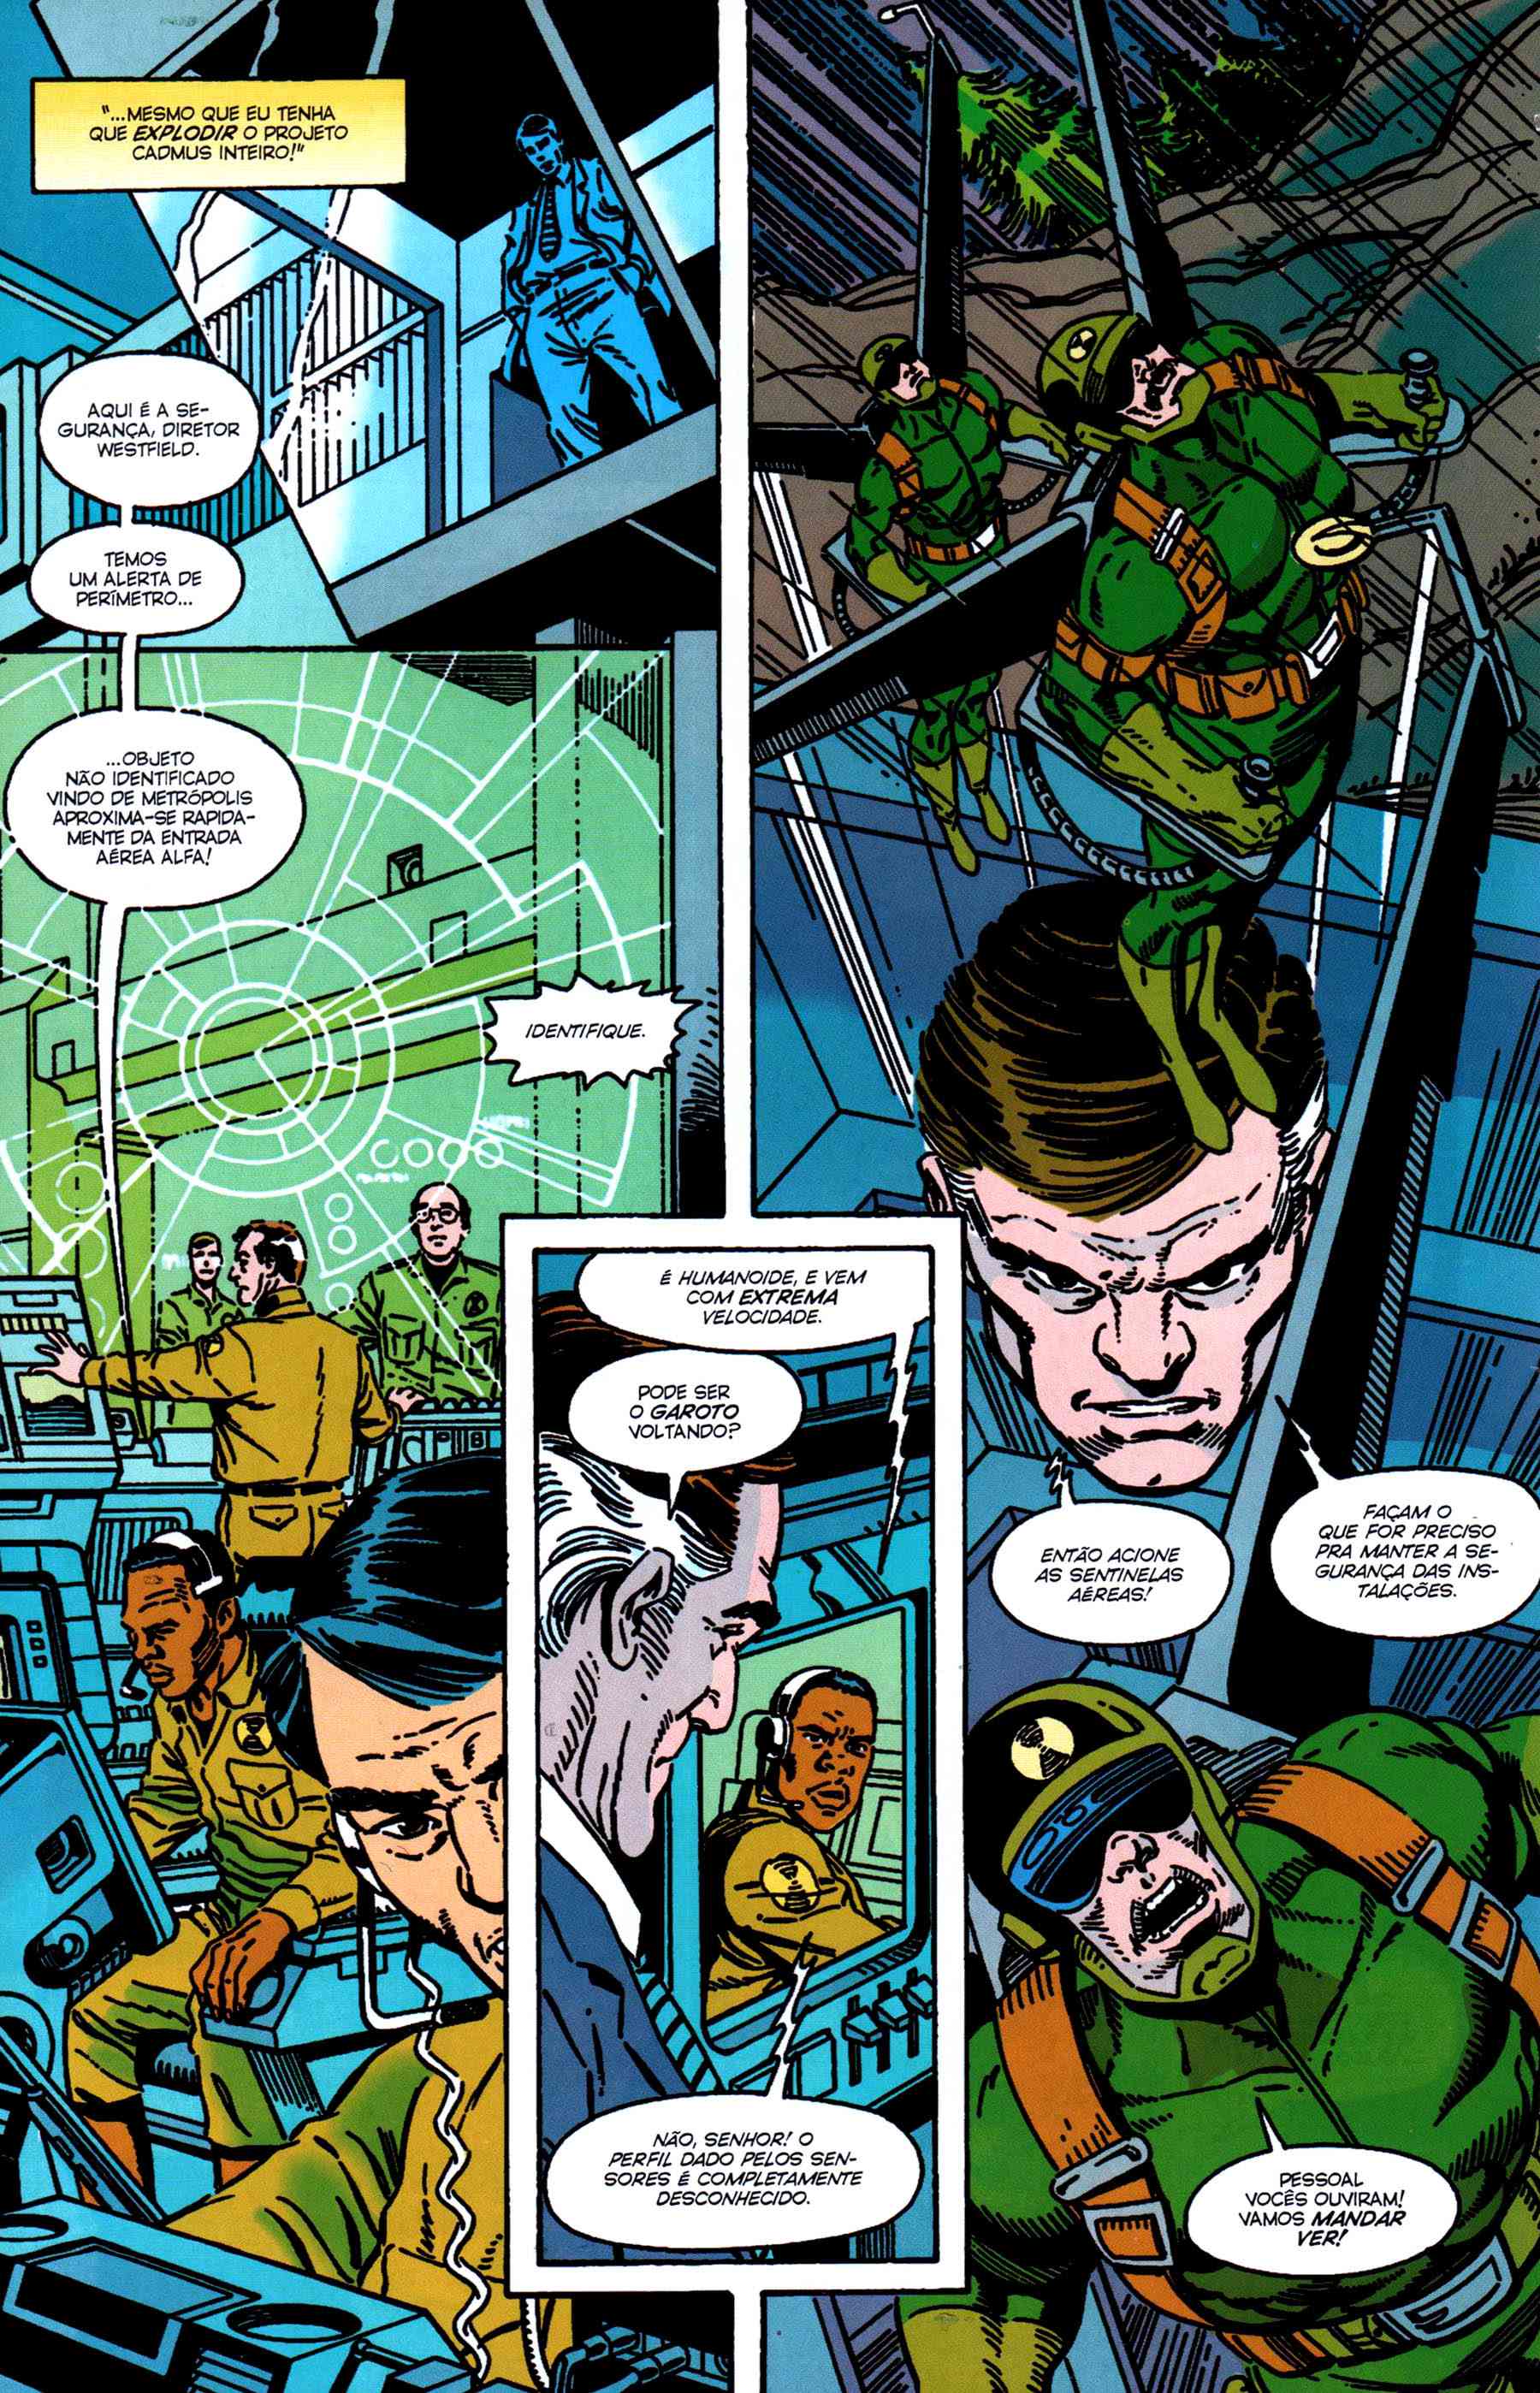 "...MESMO QUE EU TENHA
QUE EXPLODIR O PROJETO
CADMUS INTEIRO!"
AQUI É A SE-
GURANÇA, DIRETOR
WESTFIELD.
TEMOS
UM ALERTA DE
PERÍMETRO...
...OBJETO
NÃO IDENTIFICADO
VINDO DE METRÓPOLIS
APROXIMA-SE RAPIDA-
MENTE DA ENTRADA
AÉREA ALFA!
IDENTIFIQUE.
É HUMANOIDE, E VEM
COM EXTREMA
VELOCIDADE.
PODE SER
O GAROTO
VOLTANDO?
NÃO, SENHOR! O
PERFIL DADO PELOS SEN-
SORES É COMPLETAMENTE
DESCONHECIDO.
ENTÃO ACIONE
AS SENTINELAS
AÉREAS!
FAÇAM O
QUE FOR PRECISO
PRA MANTER A SE-
GURANÇA DAS INS-
TALAÇÕES.
PESSOAL
VOCÊS OUVIRAM!
VAMOS MANDAR
VER!